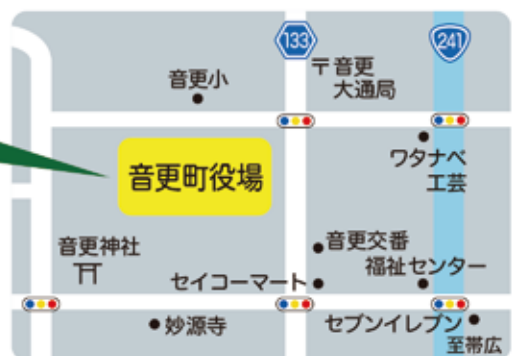 133
241
〒音更
大通局
音更小
ワタナベ
工芸
音更町役場
音更交番
福祉センター
音更神社
セイコーマート
妙源寺
セブンイレブン
至帯広